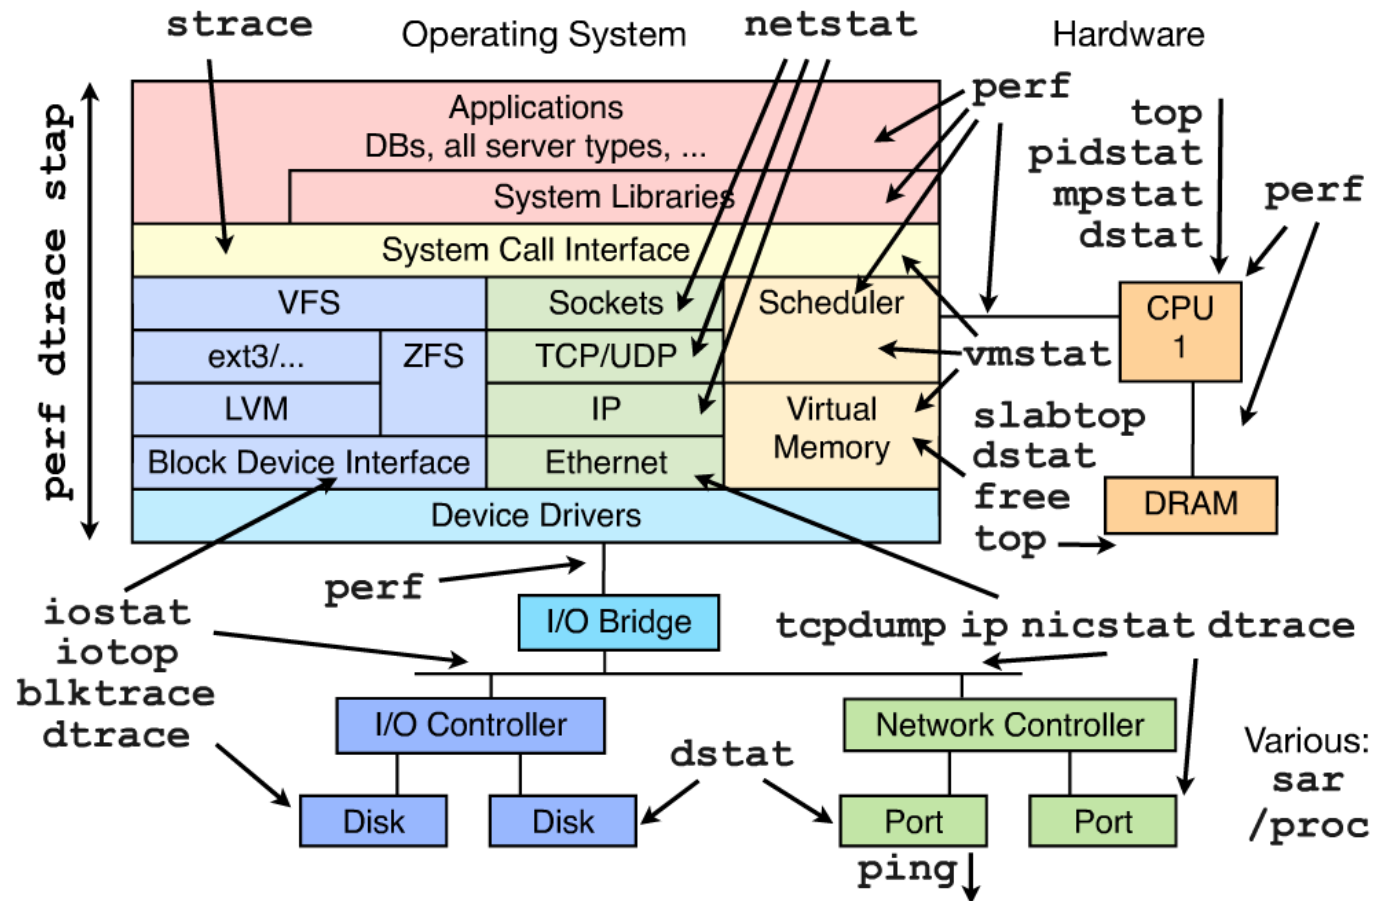 strace
Operating System
netstat
Hardware
perf dtrace stap
Applications
DBs, all server types, ...
System Libraries
System Call Interface
VFS
Sockets
Scheduler
ext3/...
ZFS
TCP/UDP
LVM
IP
Virtual
Memory
Block Device Interface
Ethernet
Device Drivers
perf
top
pidstat
mpstat
dstat
perf
CPU
1
vmstat
slabtop
dstat
free
top
DRAM
perf
I/O Bridge
iostat
iotop
blktrace
dtrace
tcpdump ip nicstat dtrace
I/O Controller
Network Controller
dstat
Disk
Disk
Port
Port
ping
Various:
sar
/proc